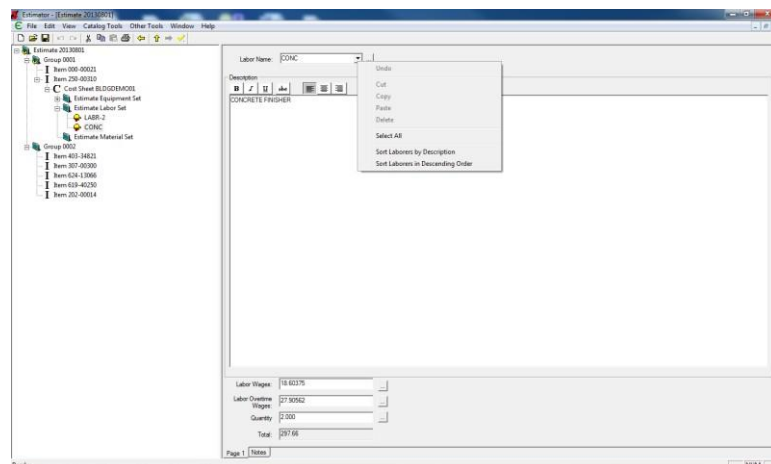 Estimator - [Estimate 20130801]
File Edit View Catalog Tools Other Tools Window Help
Estimate 20130801
Group 0001
Item 000-00021
Item 250-00310
Cost Sheet BLDGDEMO01
Estimate Equipment Set
Estimate Labor Set
LABR-2
CONC
Estimate Material Set
Group 0002
Item 403-34821
Item 307-00300
Item 624-13066
Item 619-40250
Item 202-00014
Labor Name: CONC ...
Description
B I U abc
CONCRETE FINISHER
Undo
Cut
Copy
Paste
Delete
Select All
Sort Laborers by Description
Sort Laborers in Descending Order
Labor Wages: 18.60375 ...
Labor Overtime
Wages: 27.90562 ...
Quantity 2.000 ...
Total: 297.66
Page 1 Notes